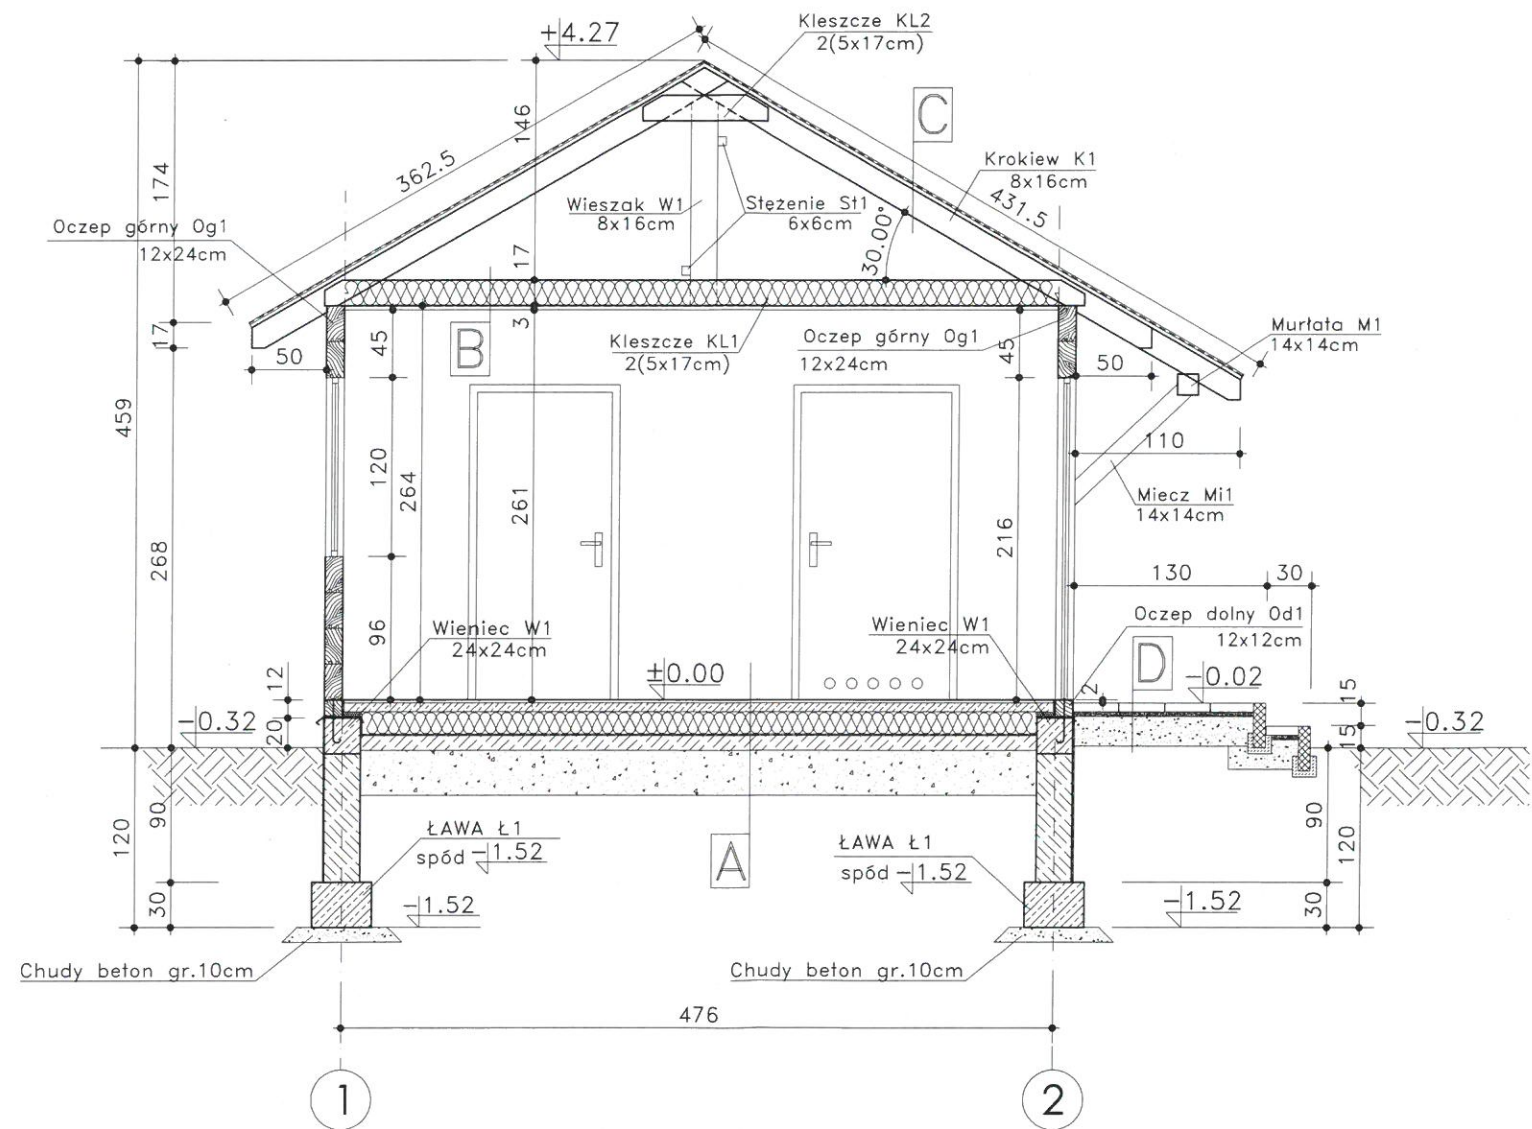 +4.27
Kleszcze KL2
2(5x17cm)
146
C
174
362.5
Krokiew K1
8x16cm
431.5
Wieszak W1
8x16cm
Stężenie St1
6x6cm
Oczep górny Og1
12x24cm
17
30.00°
17
3
45
B
Kleszcze KL1
2(5x17cm)
Oczep górny Og1
12x24cm
45
Murłata M1
14x14cm
50
50
459
110
120
264
261
216
Miecz Mi1
14x14cm
268
130
30
96
Wieniec W1
24x24cm
Wieniec W1
24x24cm
Oczep dolny Od1
12x12cm
D
±0.00
-0.02
12
2
15
-0.32
20
15
-0.32
90
120
ŁAWA Ł1
spód -1.52
A
ŁAWA Ł1
spód -1.52
90
120
30
-1.52
-1.52
30
Chudy beton gr.10cm
Chudy beton gr.10cm
476
1
2